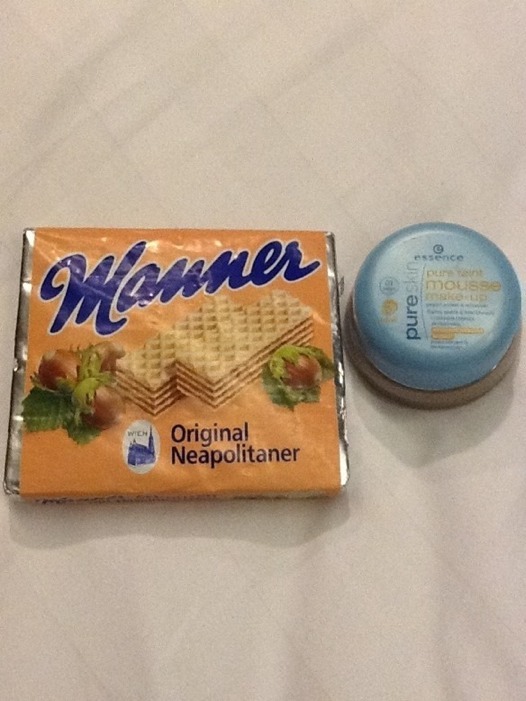 Manner
WIEN
Original
Neapolitaner
essence
pure skin
pure teint
mousse
make-up